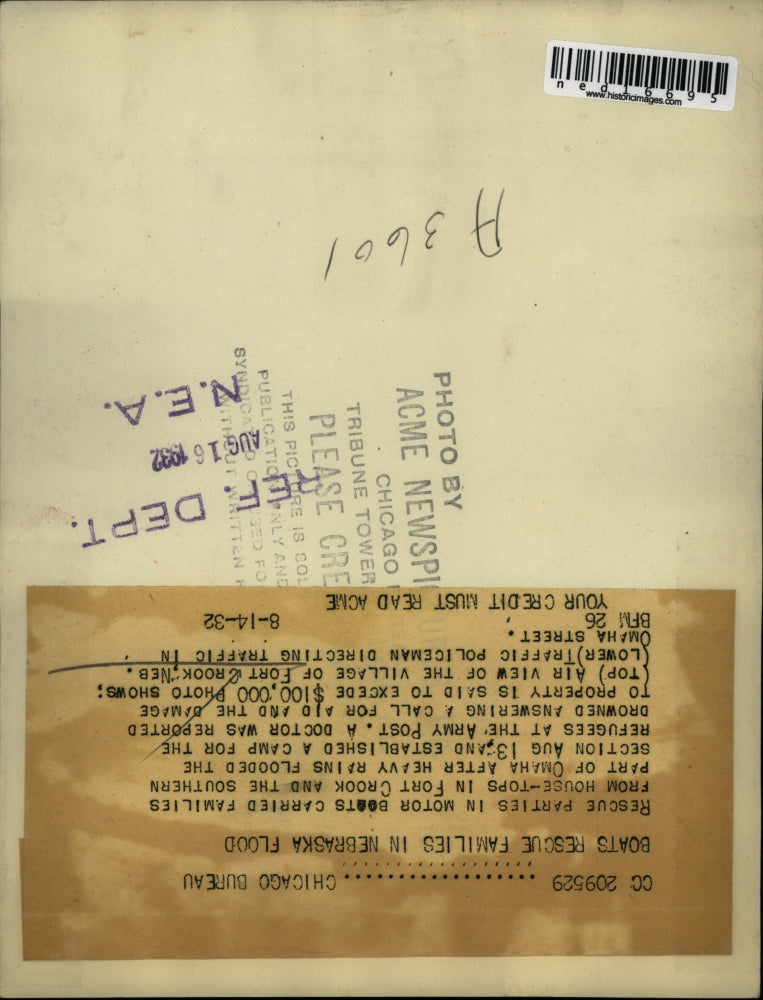 ned16695
www.historicimages.com
A 3601
N.E.A.
AUG 16 1932
REF. DEPT.
PHOTO BY
ACME NEWSPI
CHICAGO
TRIBUNE TOWER
PLEASE CRE
THIS PICTURE IS SOL
PUBLICATION ONLY AND
SYNDICATED O SED FO
WITHOUT WRITTEN P
CC 209529 .................... CHICAGO BUREAU
BOATS RESCUE FAMILIES IN NEBRASKA FLOOD
RESCUE PARTIES IN MOTOR BOATS CARRIED FAMILIES
FROM HOUSE-TOPS IN FORT CROOK AND THE SOUTHERN
PART OF OMAHA AFTER HEAVY RAINS FLOODED THE
SECTION AUG 13, AND ESTABLISHED A CAMP FOR THE
REFUGEES AT THE ARMY POST. A DOCTOR WAS REPORTED
DROWNED ANSWERING A CALL FOR AID AND THE DAMAGE
TO PROPERTY IS SAID TO EXCEDE $100,000. PHOTO SHOWS:
(TOP) AIR VIEW OF THE VILLAGE OF FORT CROOK, NEB.
(LOWER) TRAFFIC POLICEMAN DIRECTING TRAFFIC IN
OMAHA STREET.
BFM 26 8-14-32
YOUR CREDIT MUST READ ACME